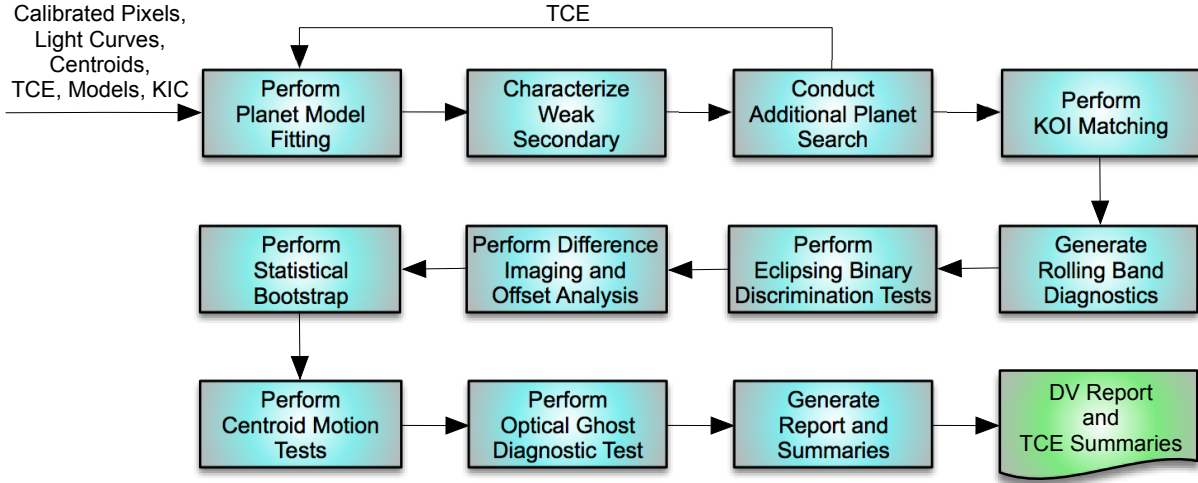 Calibrated Pixels,
Light Curves,
Centroids,
TCE, Models, KIC
TCE
Perform
Planet Model
Fitting
Characterize
Weak
Secondary
Conduct
Additional Planet
Search
Perform
KOI Matching
Generate
Rolling Band
Diagnostics
Perform
Eclipsing Binary
Discrimination Tests
Perform Difference
Imaging and
Offset Analysis
Perform
Statistical
Bootstrap
Perform
Centroid Motion
Tests
Perform
Optical Ghost
Diagnostic Test
Generate
Report and
Summaries
DV Report
and
TCE Summaries